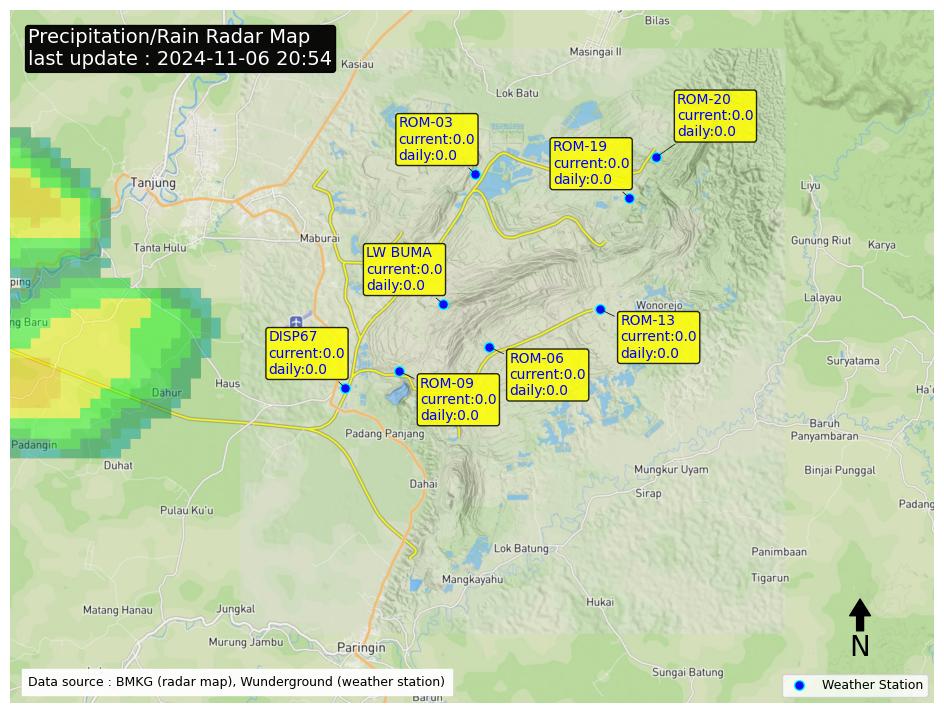 Precipitation/Rain Radar Map
last update : 2024-11-06 20:54
Bilas
Masingai II
Kasiau
Lok Batu
ROM-20
current:0.0
daily:0.0
ROM-03
current:0.0
daily:0.0
ROM-19
current:0.0
daily:0.0
Tanjung
Liyu
Maburai
Tanta Hulu
Gunung Riut
Karya
LW BUMA
current:0.0
daily:0.0
ping
Lalayau
Wonorejo
ng Baru
ROM-13
current:0.0
daily:0.0
DISP67
current:0.0
daily:0.0
ROM-06
current:0.0
daily:0.0
Suryatama
Haus
Dahur
ROM-09
current:0.0
daily:0.0
Ha'o
Baruh
Panyambaran
Padang Panjang
Padangin
Duhat
Mungkur Uyam
Binjai Punggal
Dahai
Sirap
Padang
Pulau Ku'u
Lok Batung
Panimbaan
Mangkayahu
Tigarun
Hukai
Matang Hanau
Jungkal
Murung Jambu
Paringin
N
Sungai Batung
Data source : BMKG (radar map), Wunderground (weather station)
Weather Station
Barun